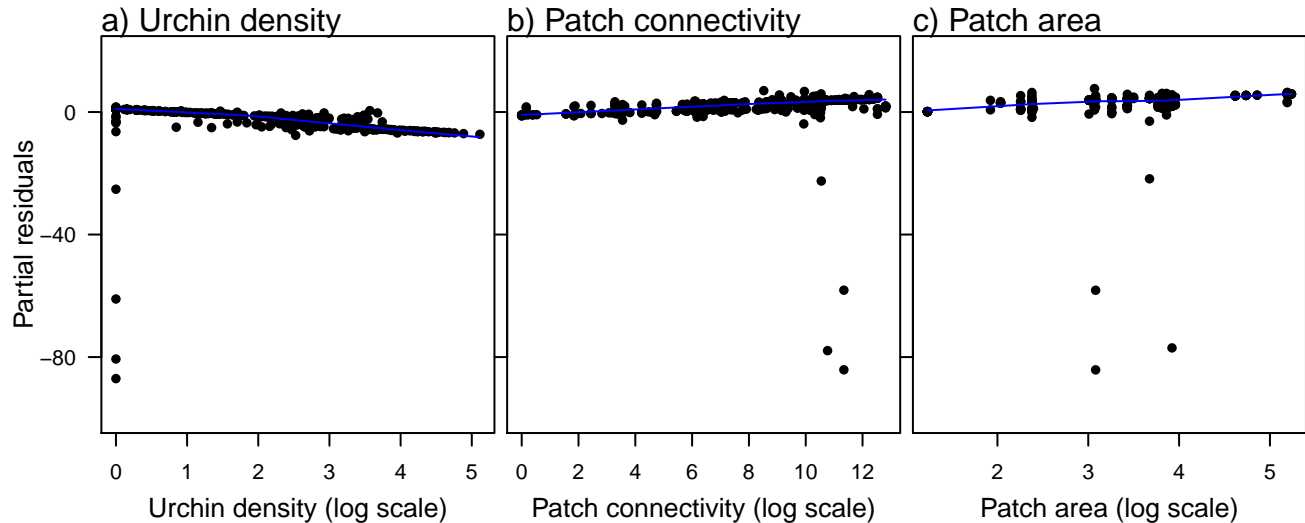 a) Urchin density
b) Patch connectivity
c) Patch area
Partial residuals
0
−40
−80
0 1 2 3 4 5
0 2 4 6 8 10 12
2 3 4 5
Urchin density (log scale)
Patch connectivity (log scale)
Patch area (log scale)